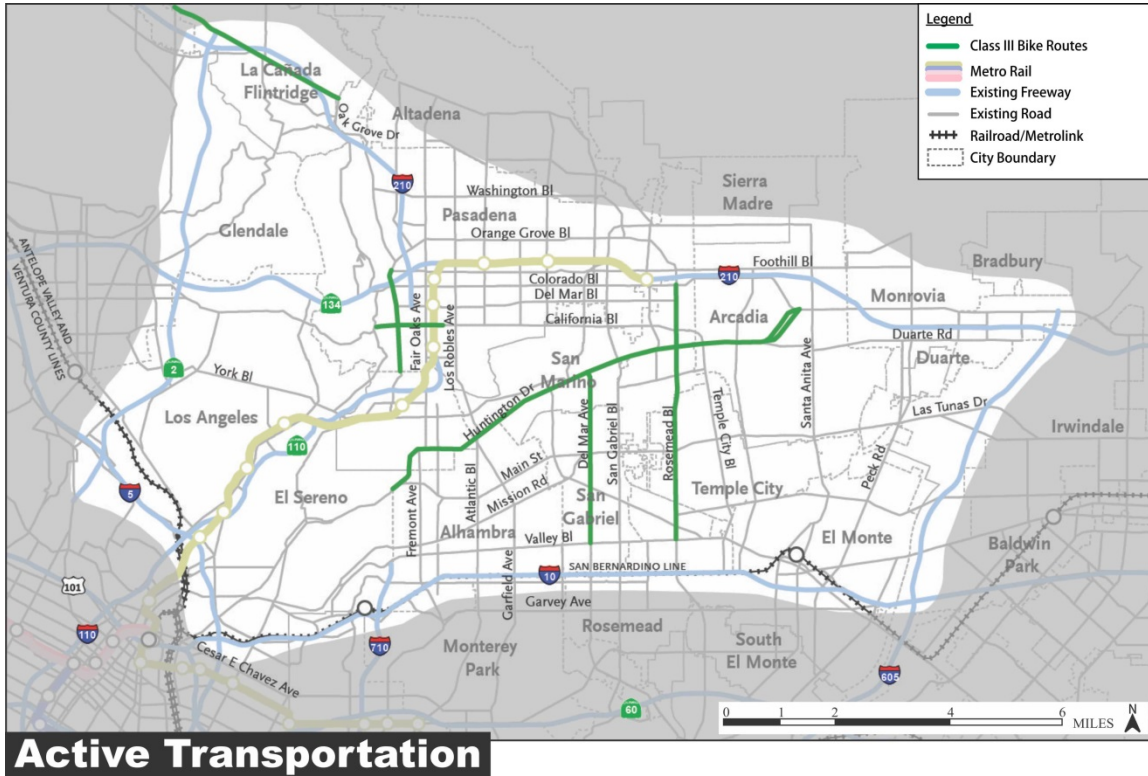 Legend
Class III Bike Routes
Metro Rail
Existing Freeway
Existing Road
Railroad/Metrolink
City Boundary
La Cañada
Flintridge
Oak Grove Dr
Altadena
210
Washington Bl
Sierra
Madre
Pasadena
Glendale
Orange Grove Bl
Foothill Bl
Bradbury
ANTELOPE VALLEY AND
VENTURA COUNTY LINES
Colorado Bl
210
Del Mar Bl
Monrovia
134
California Bl
Arcadia
Duarte Rd
Fair Oaks Ave
Los Robles Ave
Duarte
San
Marino
2
York Bl
Santa Anita Ave
Los Angeles
Huntington Dr
Las Tunas Dr
Irwindale
110
Del Mar Ave
San Gabriel Bl
Rosemead Bl
Temple City Bl
Peck Rd
Main St
Mission Rd
5
El Sereno
Atlantic Bl
Fremont Ave
San
Gabriel
Temple City
Alhambra
Valley Bl
El Monte
Baldwin
Park
Garfield Ave
SAN BERNARDINO LINE
10
101
Garvey Ave
110
Cesar E Chavez Ave
710
Monterey
Park
Rosemead
South
El Monte
605
60
0 1 2 4 6
MILES
N
Active Transportation